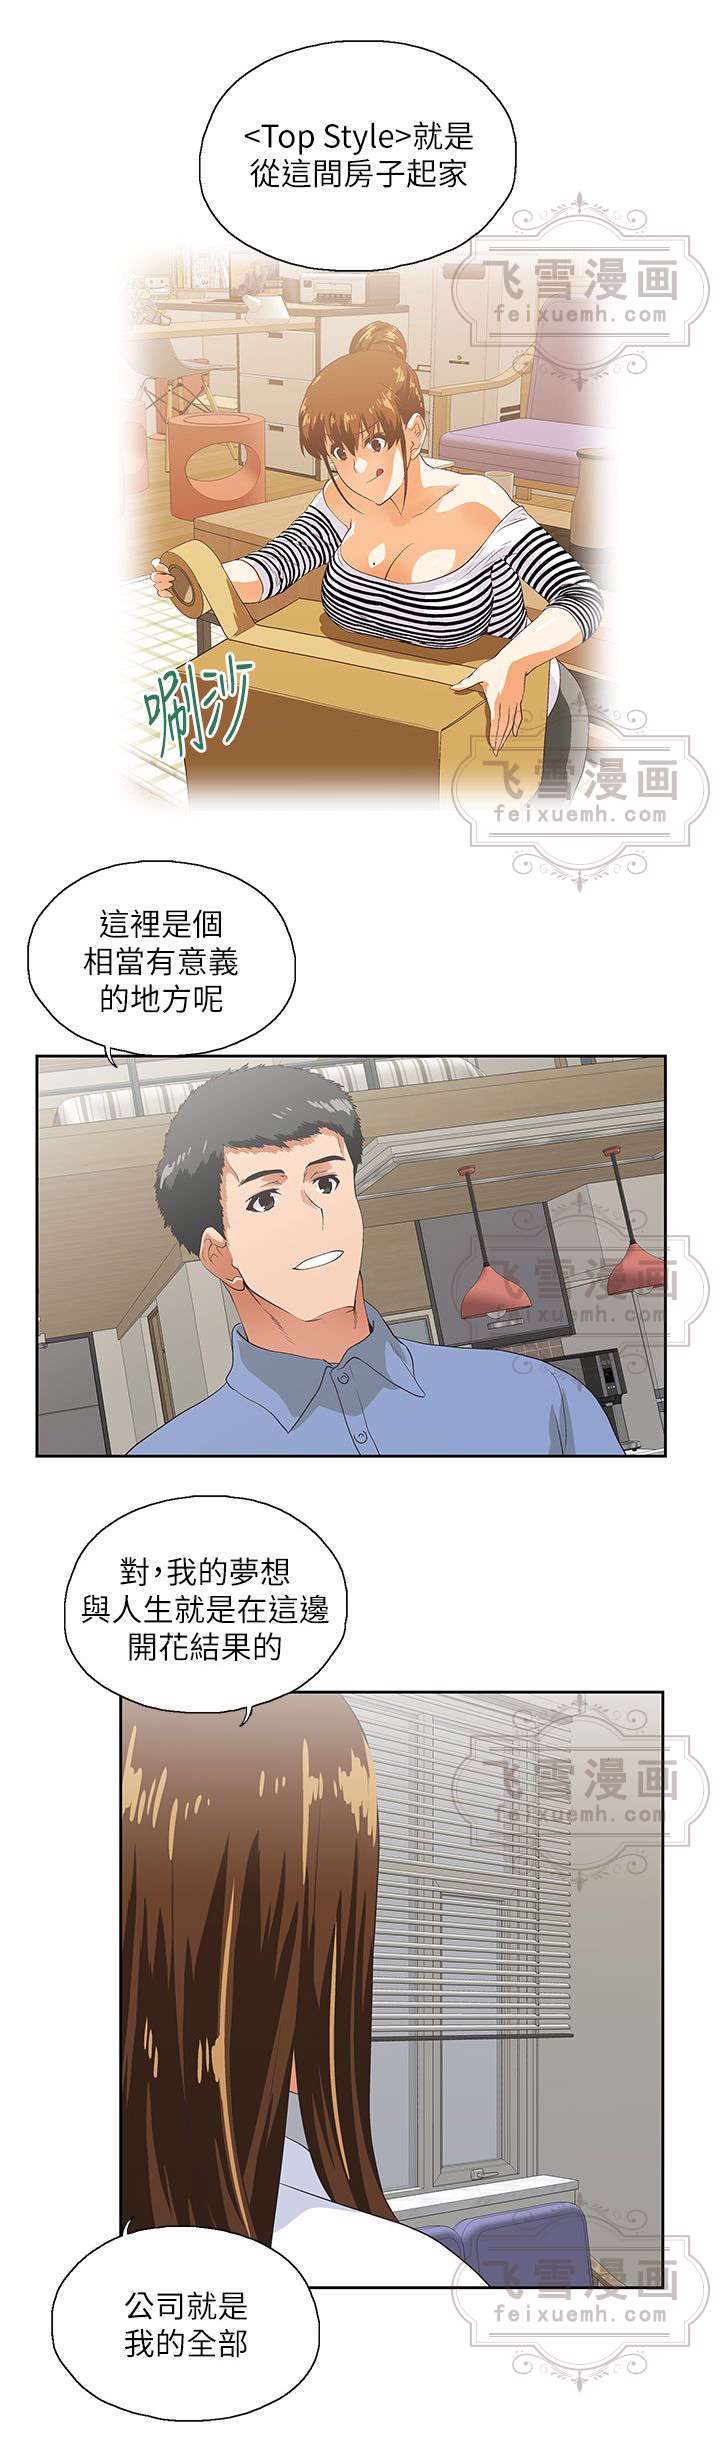 <Top Style>就是
從這間房子起家
飞雪漫画
feixuemh.com
唰沙
飞雪漫画
feixuemh.com
這裡是個
相當有意義
的地方呢
飞雪漫画
feixuemh.com
對，我的夢想
與人生就是在這邊
開花結果的
飞雪漫画
feixuemh.com
飞雪漫画
feixuemh.com
公司就是
我的全部